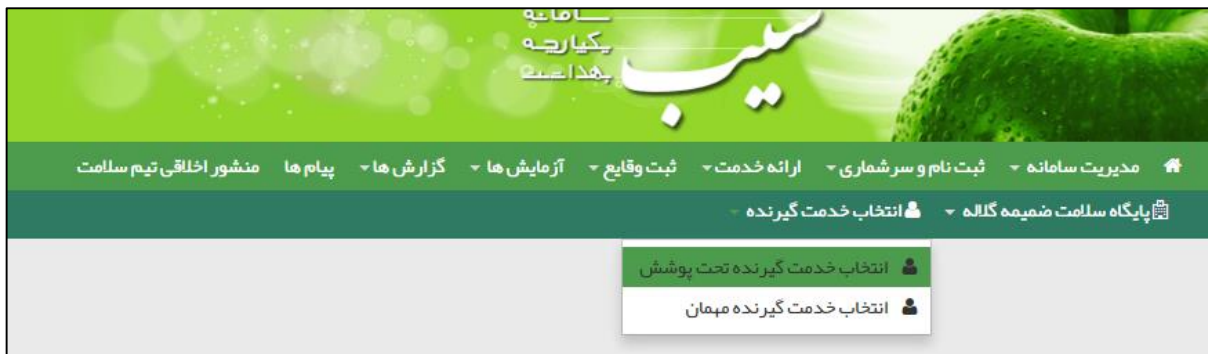 سامانه
یکپارچه
بهداشت
سیب
مدیریت سامانه ثبت نام و سرشماری ارائه خدمت ثبت وقایع آزمایش ها گزارش ها پیام ها منشور اخلاقی تیم سلامت
پایگاه سلامت ضمیمه گلاله انتخاب خدمت گیرنده
انتخاب خدمت گیرنده تحت پوشش
انتخاب خدمت گیرنده مهمان